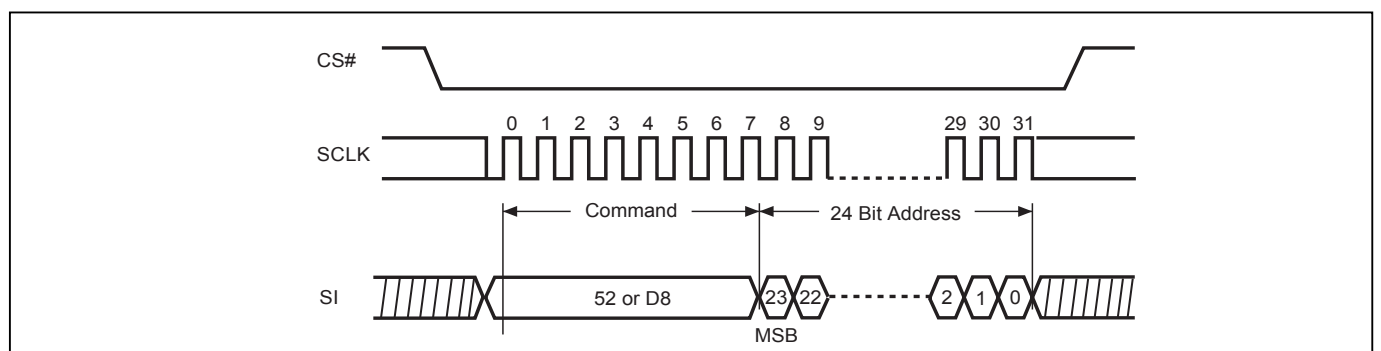 CS#
0 1 2 3 4 5 6 7 8 9 29 30 31
SCLK
Command 24 Bit Address
SI 52 or D8 23 22 2 1 0
MSB